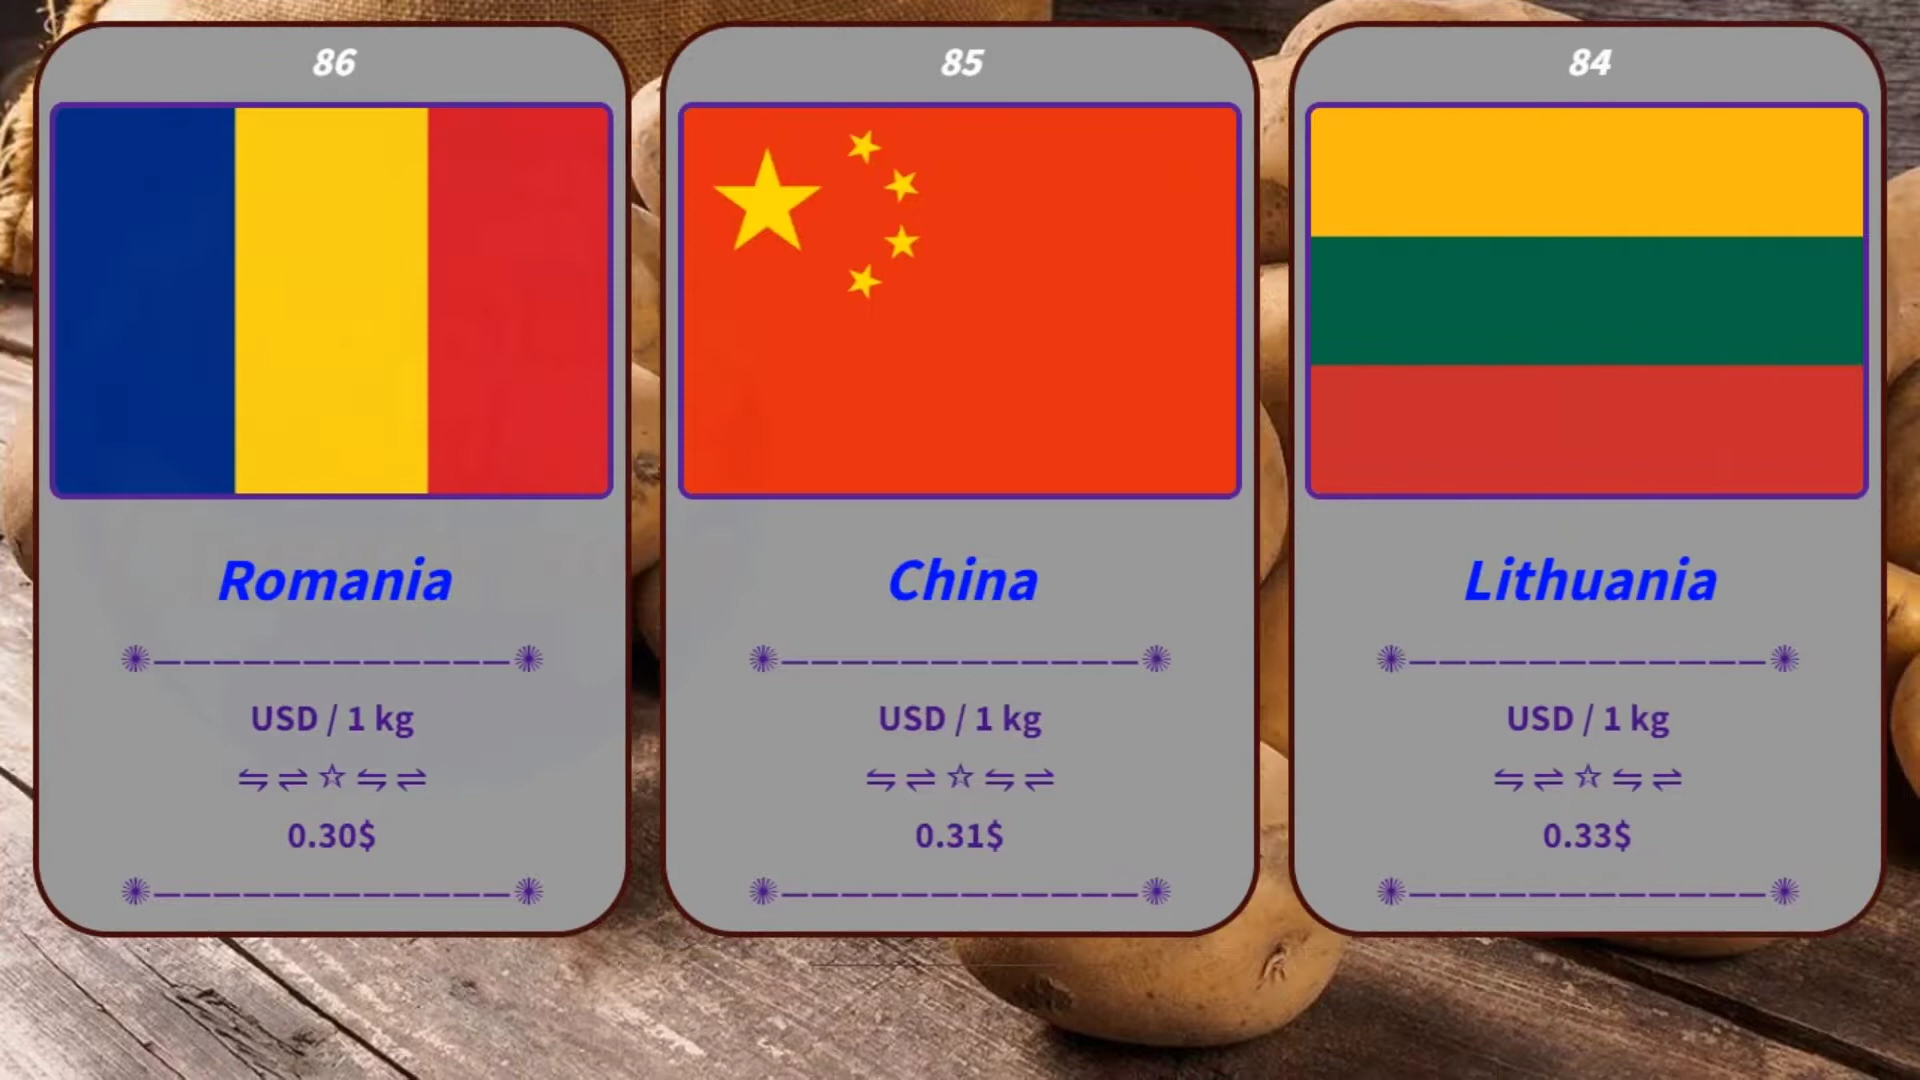 86
Romania
USD / 1 kg
⇋ ⇌ ☆ ⇋ ⇌
0.30$
85
China
USD / 1 kg
⇋ ⇌ ☆ ⇋ ⇌
0.31$
84
Lithuania
USD / 1 kg
⇋ ⇌ ☆ ⇋ ⇌
0.33$